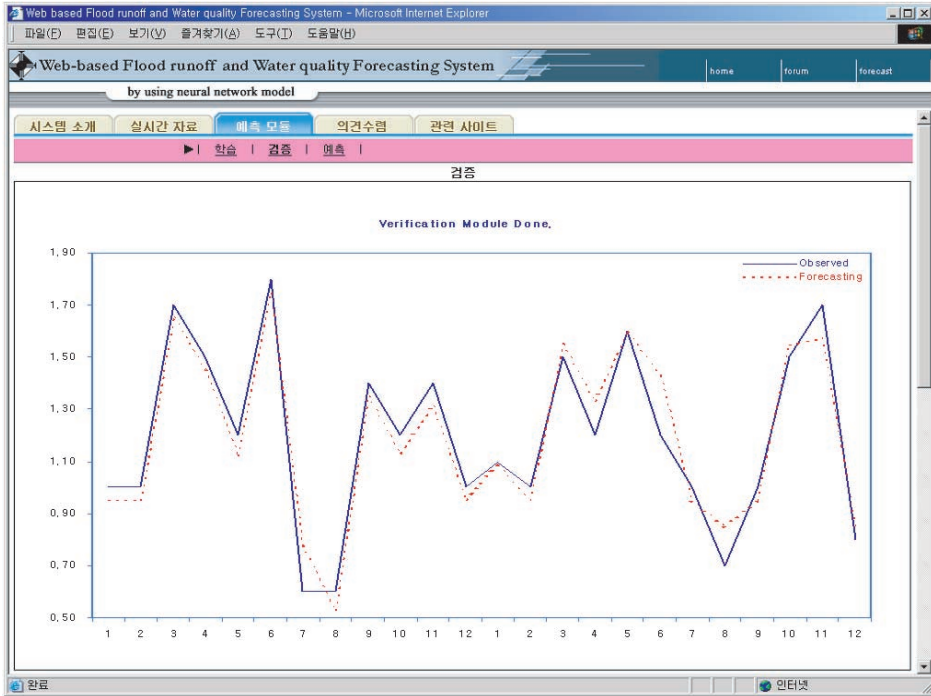 Web based Flood runoff and Water quality Forecasting System - Microsoft Internet Explorer
파일(F) 편집(E) 보기(V) 즐겨찾기(A) 도구(T) 도움말(H)
Web-based Flood runoff and Water quality Forecasting System
home forum forecast
by using neural network model
시스템 소개 실시간 자료 예측 모듈 의견수렴 관련 사이트
▶| 학습 | 검증 | 예측 |
검증
Verification Module Done,
1,90
Observed
Forecasting
1,70
1,50
1,30
1,10
0,90
0,70
0,50
1 2 3 4 5 6 7 8 9 10 11 12 1 2 3 4 5 6 7 8 9 10 11 12
완료 인터넷